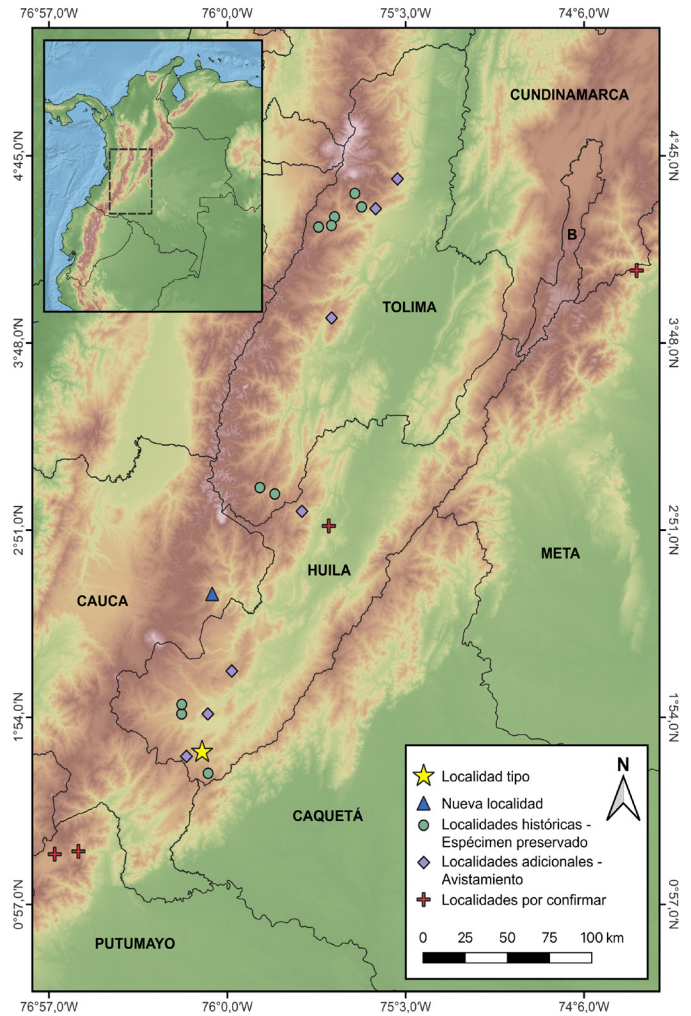 76°57,0'W 76°0,0'W 75°3,0'W 74°6,0'W
CUNDINAMARCA
4°45,0'N 4°45,0'N
B
TOLIMA
3°48,0'N 3°48,0'N
2°51,0'N 2°51,0'N
META
HUILA
CAUCA
1°54,0'N 1°54,0'N
N
Localidad tipo
Nueva localidad
Localidades históricas -
Espécimen preservado
Localidades adicionales -
Avistamiento
Localidades por confirmar
0 25 50 75 100 km
CAQUETÁ
0°57,0'N 0°57,0'N
PUTUMAYO
76°57,0'W 76°0,0'W 75°3,0'W 74°6,0'W